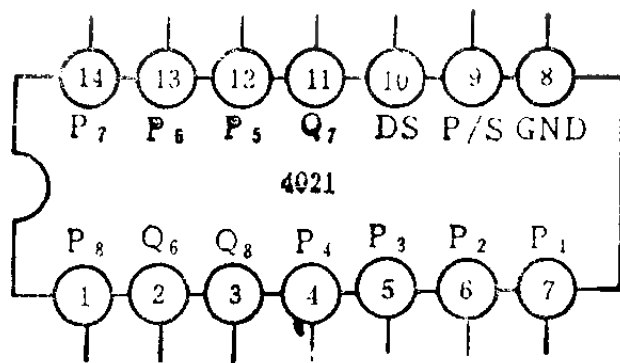 14 13 12 11 10 9 8
P₇ P₆ P₅ Q₇ DS P/S GND
4021
P₈ Q₆ Q₈ P₄ P₃ P₂ P₁
1 2 3 4 5 6 7